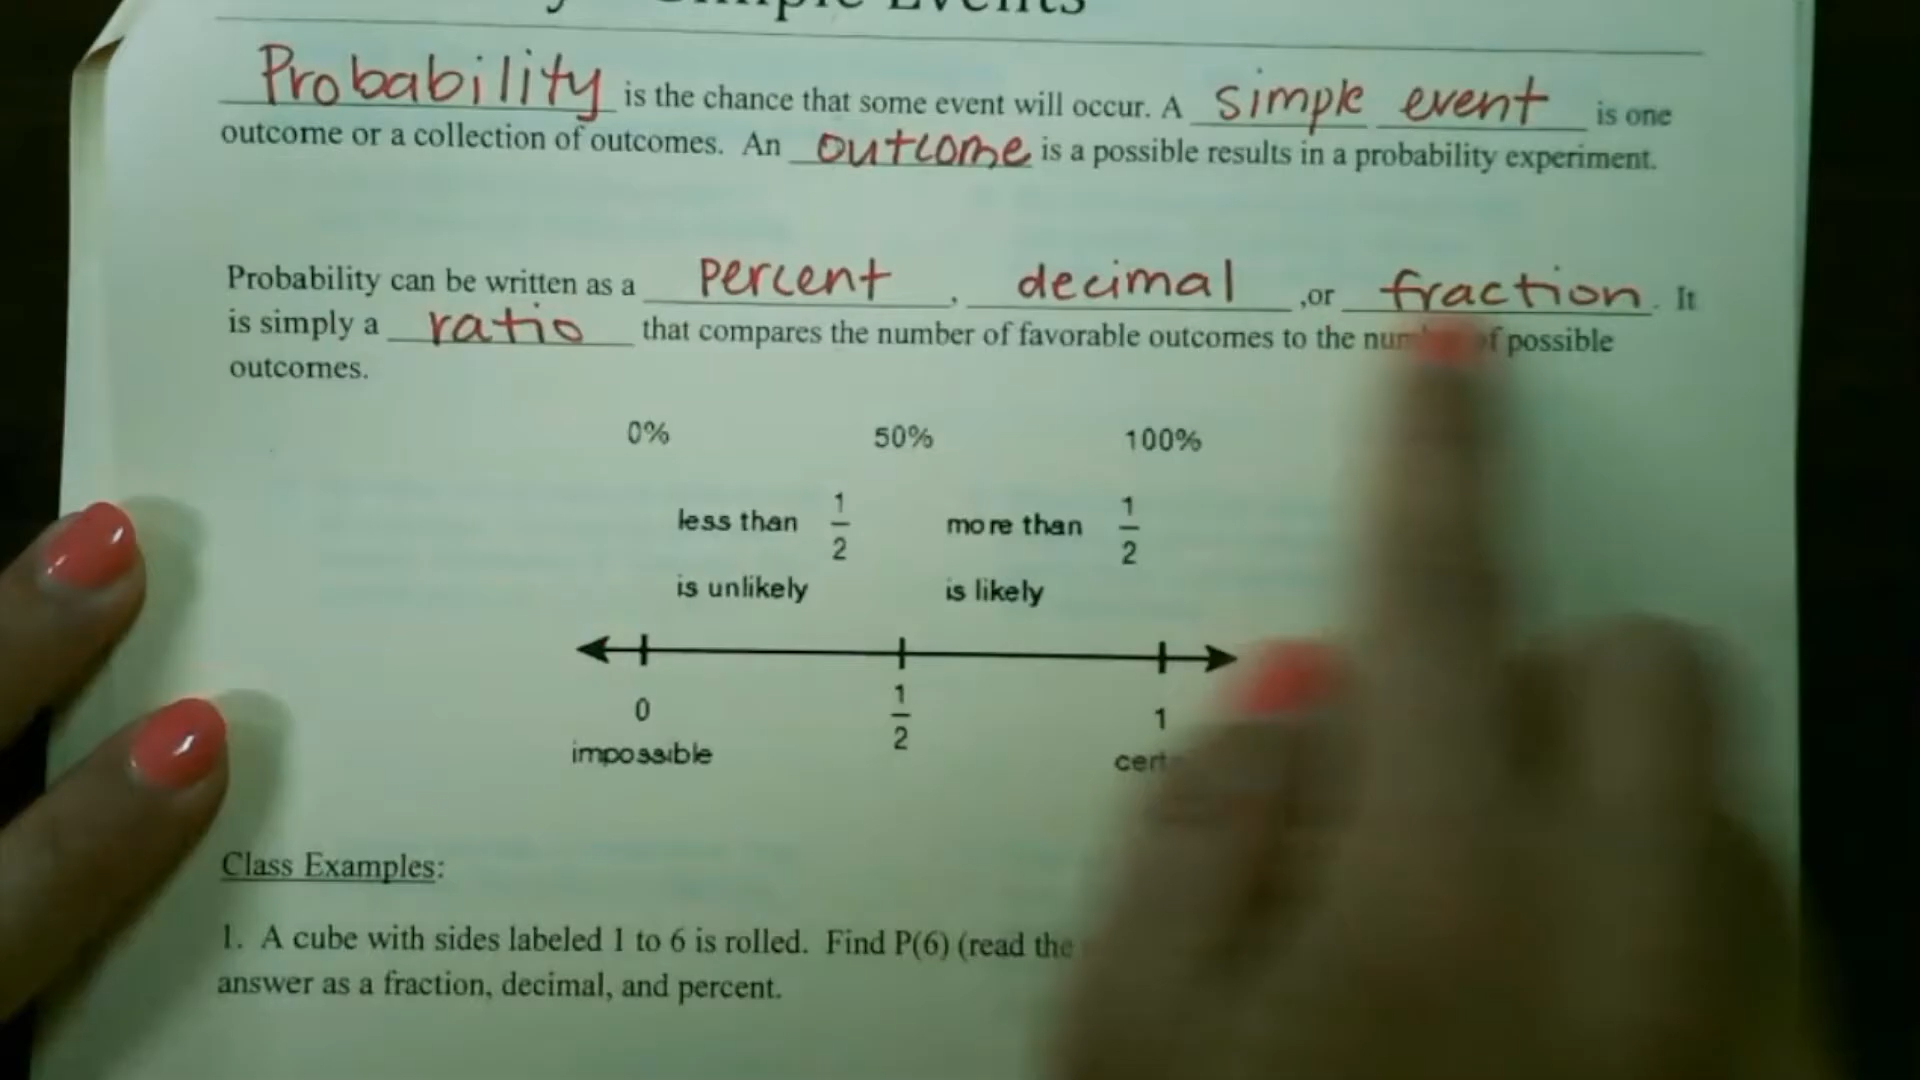 Simple Events
Probability is the chance that some event will occur. A simple event is one
outcome or a collection of outcomes. An outcome is a possible results in a probability experiment.
Probability can be written as a percent, decimal, or fraction. It
is simply a ratio that compares the number of favorable outcomes to the of possible
outcomes.
0% 50% 100%
less than 1/2 more than 1/2
is unlikely is likely
0 1/2 1
impossible
Class Examples:
1. A cube with sides labeled 1 to 6 is rolled. Find P(6) (read the
answer as a fraction, decimal, and percent.